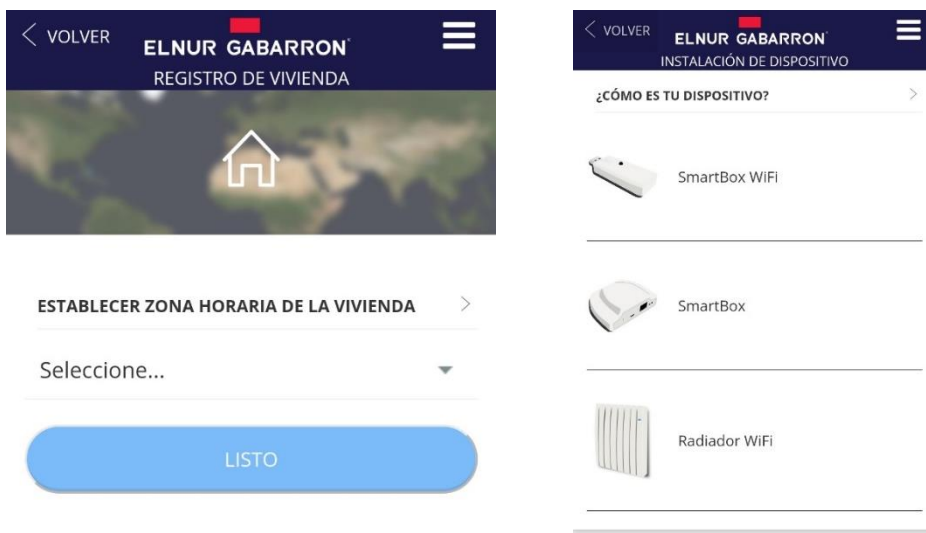 VOLVER
ELNUR GABARRON
REGISTRO DE VIVIENDA
ESTABLECER ZONA HORARIA DE LA VIVIENDA
Seleccione...
LISTO
VOLVER
ELNUR GABARRON
INSTALACIÓN DE DISPOSITIVO
¿CÓMO ES TU DISPOSITIVO?
SmartBox WiFi
SmartBox
Radiador WiFi